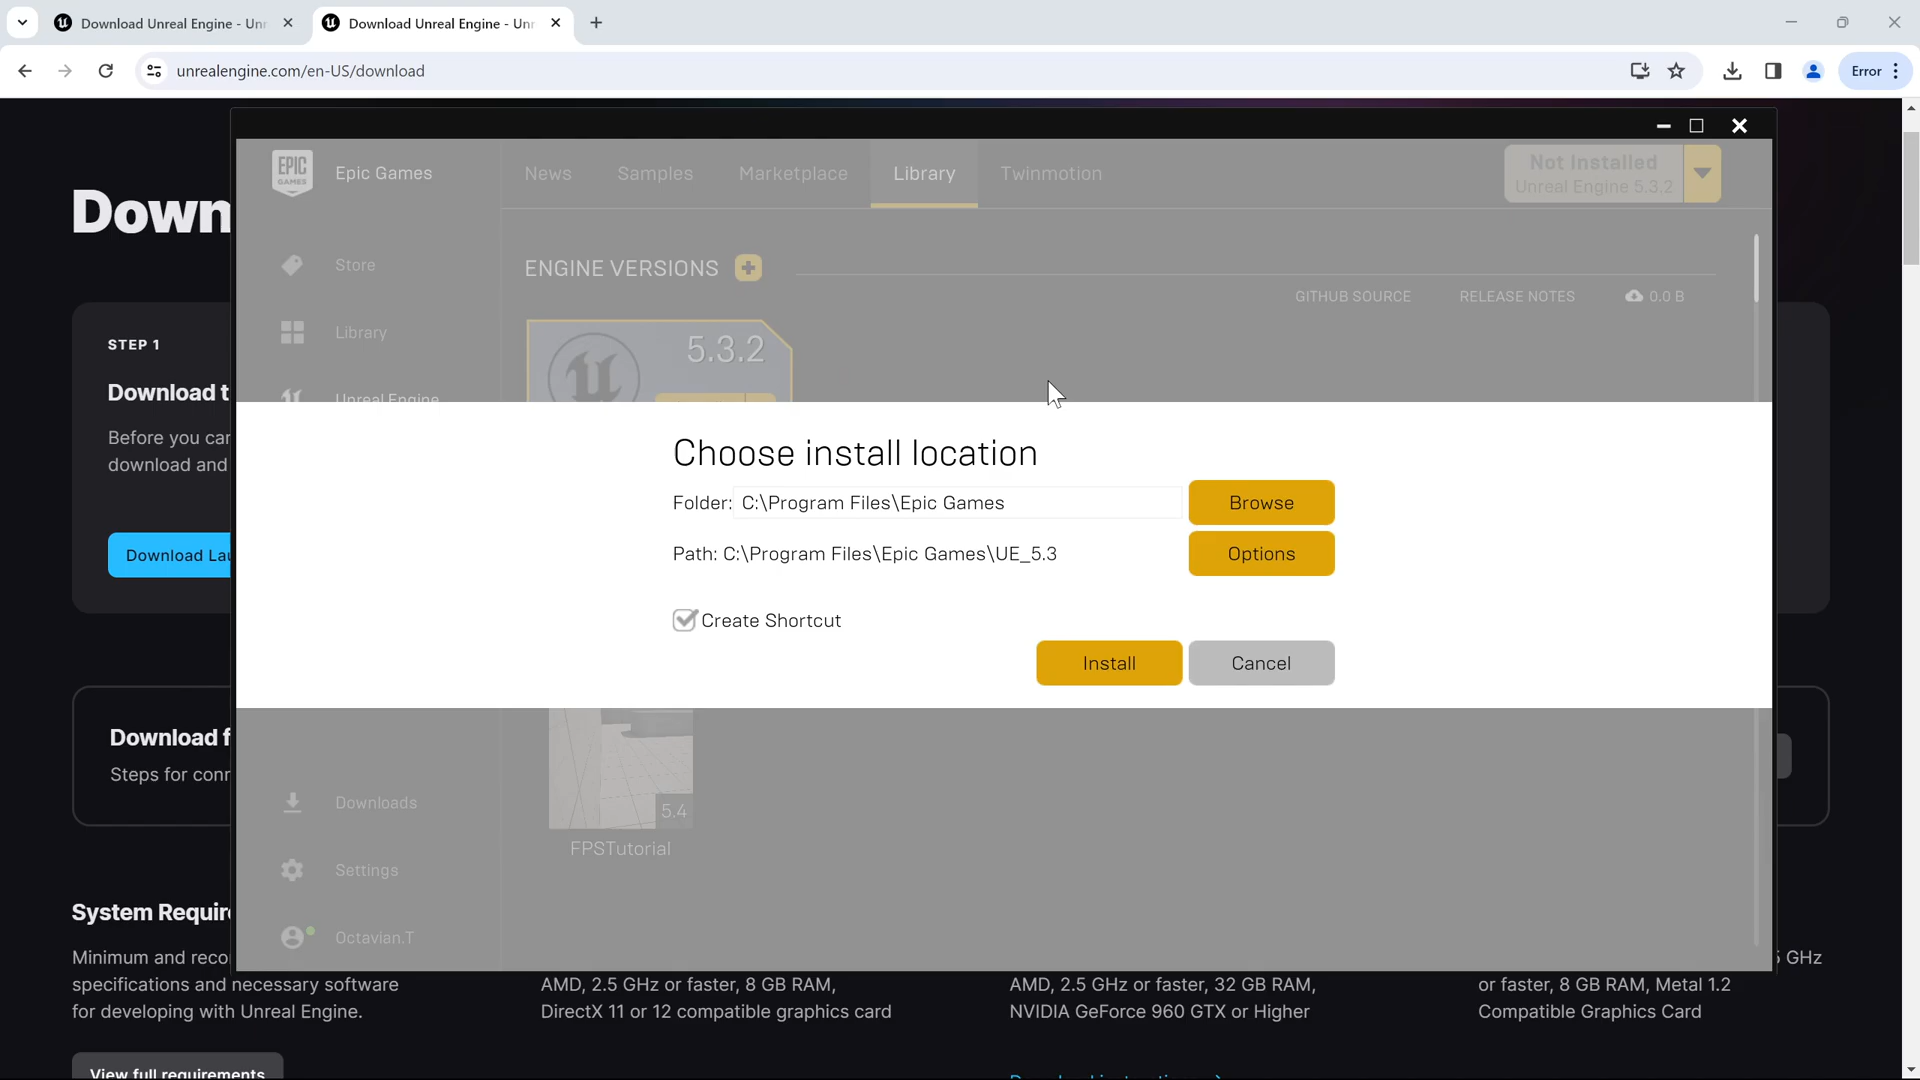 Download Unreal Engine - Unr
Download Unreal Engine - Unr
unrealengine.com/en-US/download
Error
Down
STEP 1
Download t
Before you can
download and
Download Lau
Download f
Steps for conn
System Require
Minimum and reco
specifications and necessary software
for developing with Unreal Engine.
View full requirements
EPIC
GAMES
Epic Games
Store
Library
Unreal Engine
Downloads
Settings
Octavian.T
News
Samples
Marketplace
Library
Twinmotion
Not Installed
Unreal Engine 5.3.2
ENGINE VERSIONS
GITHUB SOURCE
RELEASE NOTES
0.0 B
5.3.2
Choose install location
Folder: C:\Program Files\Epic Games
Browse
Path: C:\Program Files\Epic Games\UE_5.3
Options
Create Shortcut
Install
Cancel
5.4
FPSTutorial
AMD, 2.5 GHz or faster, 8 GB RAM,
DirectX 11 or 12 compatible graphics card
AMD, 2.5 GHz or faster, 32 GB RAM,
NVIDIA GeForce 960 GTX or Higher
5 GHz
or faster, 8 GB RAM, Metal 1.2
Compatible Graphics Card